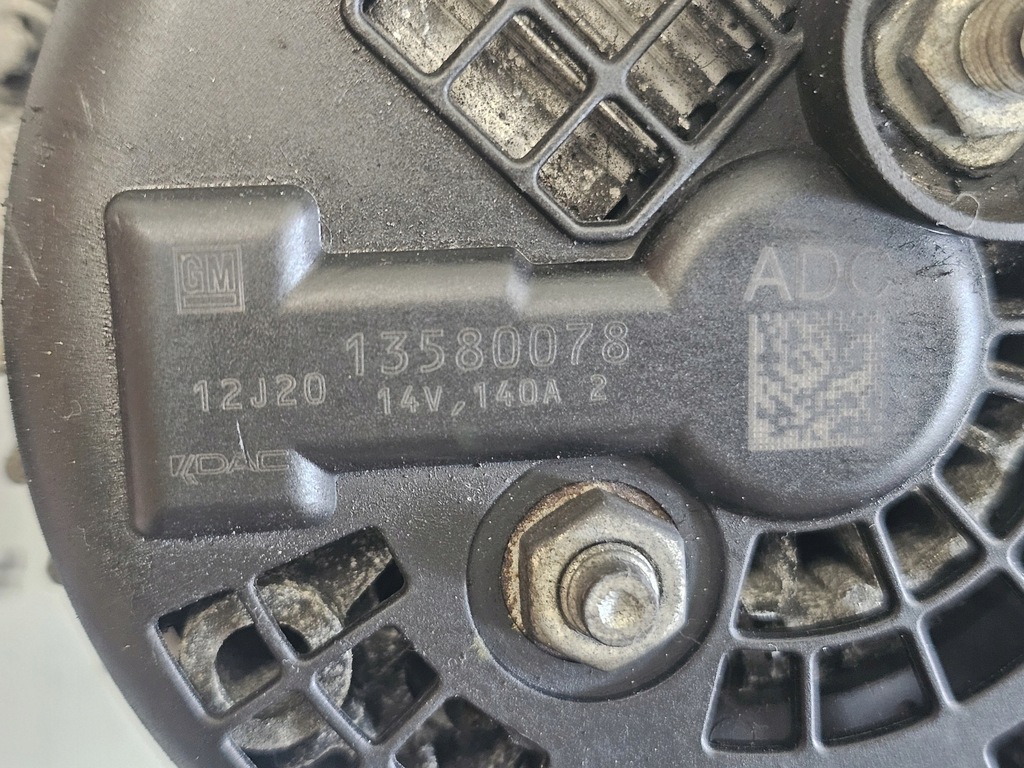 GM
ADC
13580078
12J20
14V, 140A 2
KDAC